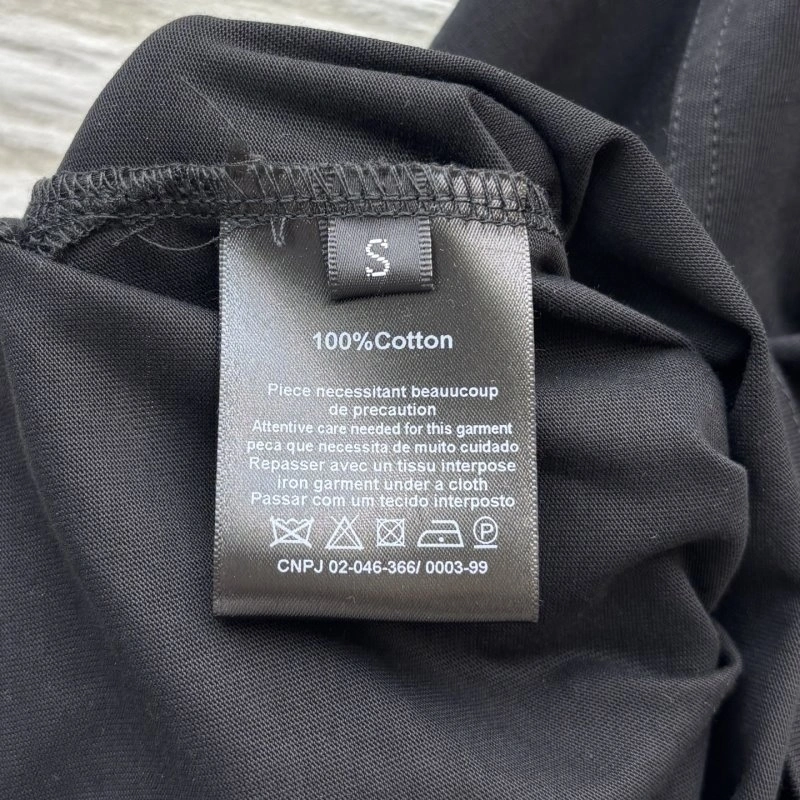 S
100%Cotton
Piece necessitant beauucoup
de precaution
Attentive care needed for this garment
peca que necessita de muito cuidado
Repasser avec un tissu interpose
iron garment under a cloth
Passar com um tecido interposto
P
CNPJ 02-046-366/ 0003-99